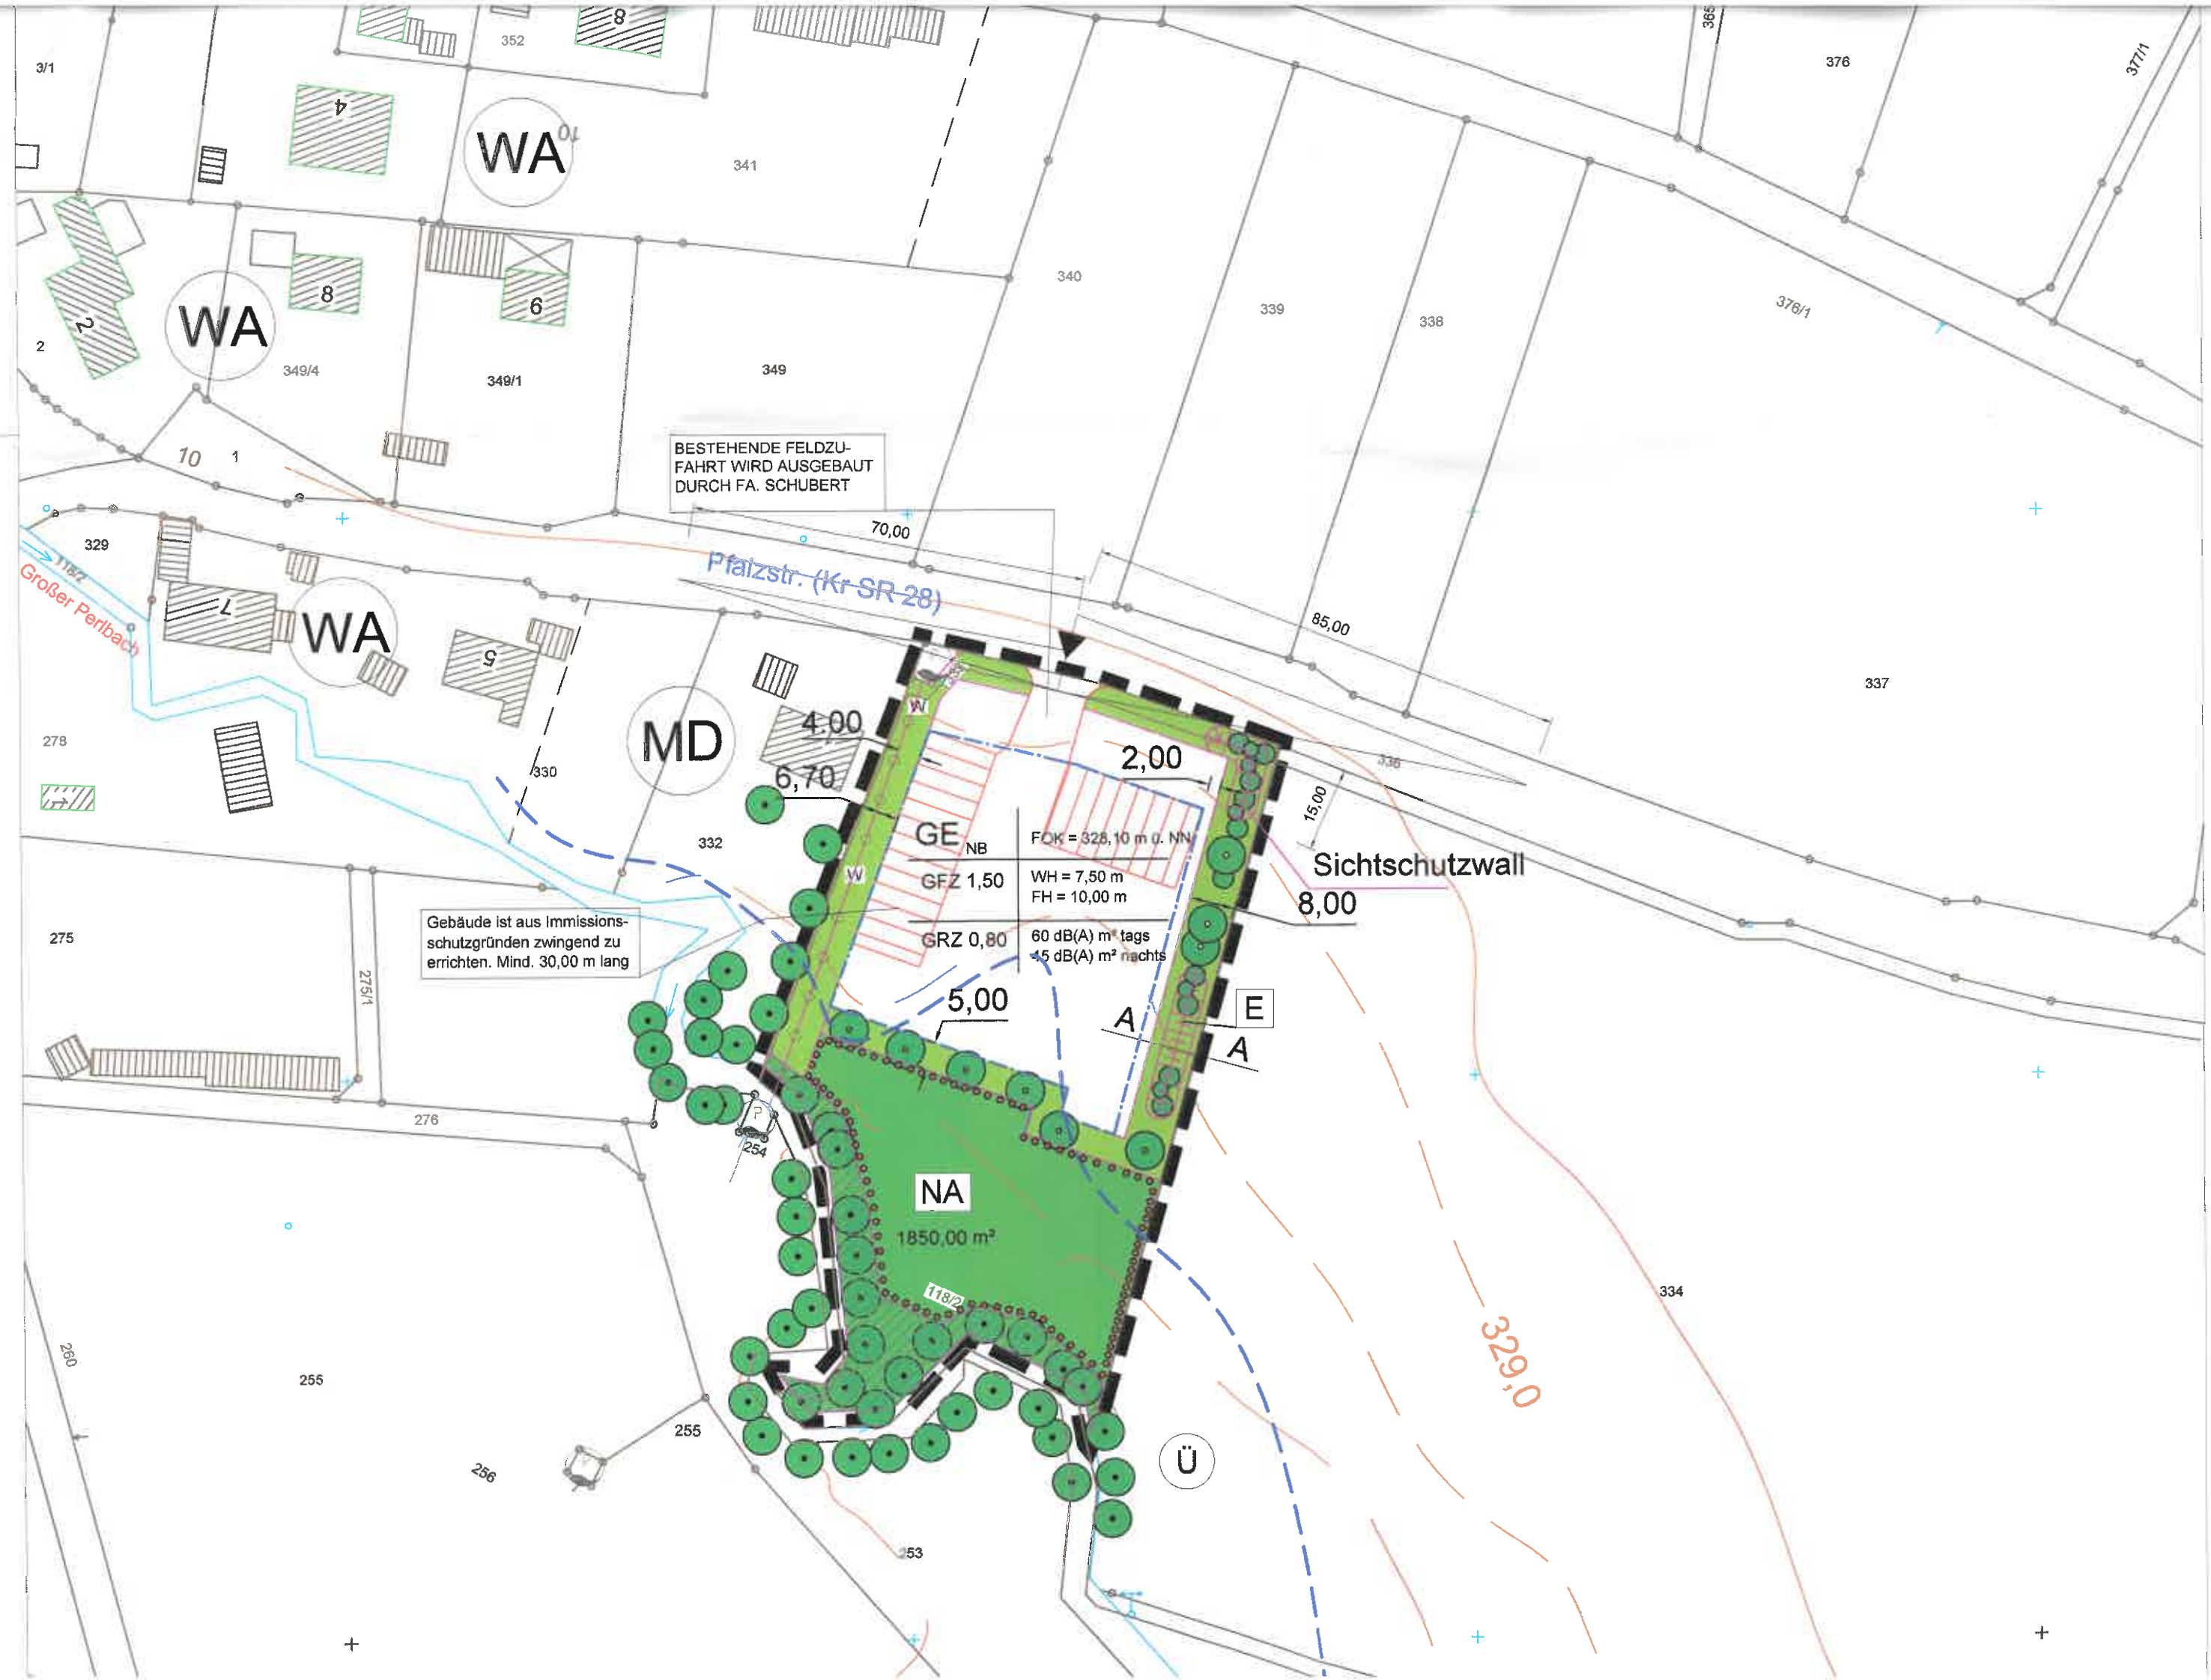 3/1
352
8
365
376
377/1
4
WA
10
341
340
339
338
376/1
2
2
WA
8
349/4
9
349/1
349
10
1
BESTEHENDE FELDZU-
FAHRT WIRD AUSGEBAUT
DURCH FA. SCHUBERT
70,00
Pfalzstr. (Kr SR 28)
85,00
337
329
118/2
Großer Perlbach
7
WA
5
278
1
330
MD
332
4.00
6,70
W
2,00
336
15,00
GE NB
FOK = 328,10 m ü. NN
GFZ 1,50
WH = 7,50 m
FH = 10,00 m
GRZ 0,80
60 dB(A) m² tags
45 dB(A) m² nachts
W
Sichtschutzwall
8,00
Gebäude ist aus Immissions-
schutzgründen zwingend zu
errichten. Mind. 30,00 m lang
275
275/1
5,00
A
E
A
276
254
NA
1850,00 m²
118/2
334
329,0
260
255
255
256
Ü
253